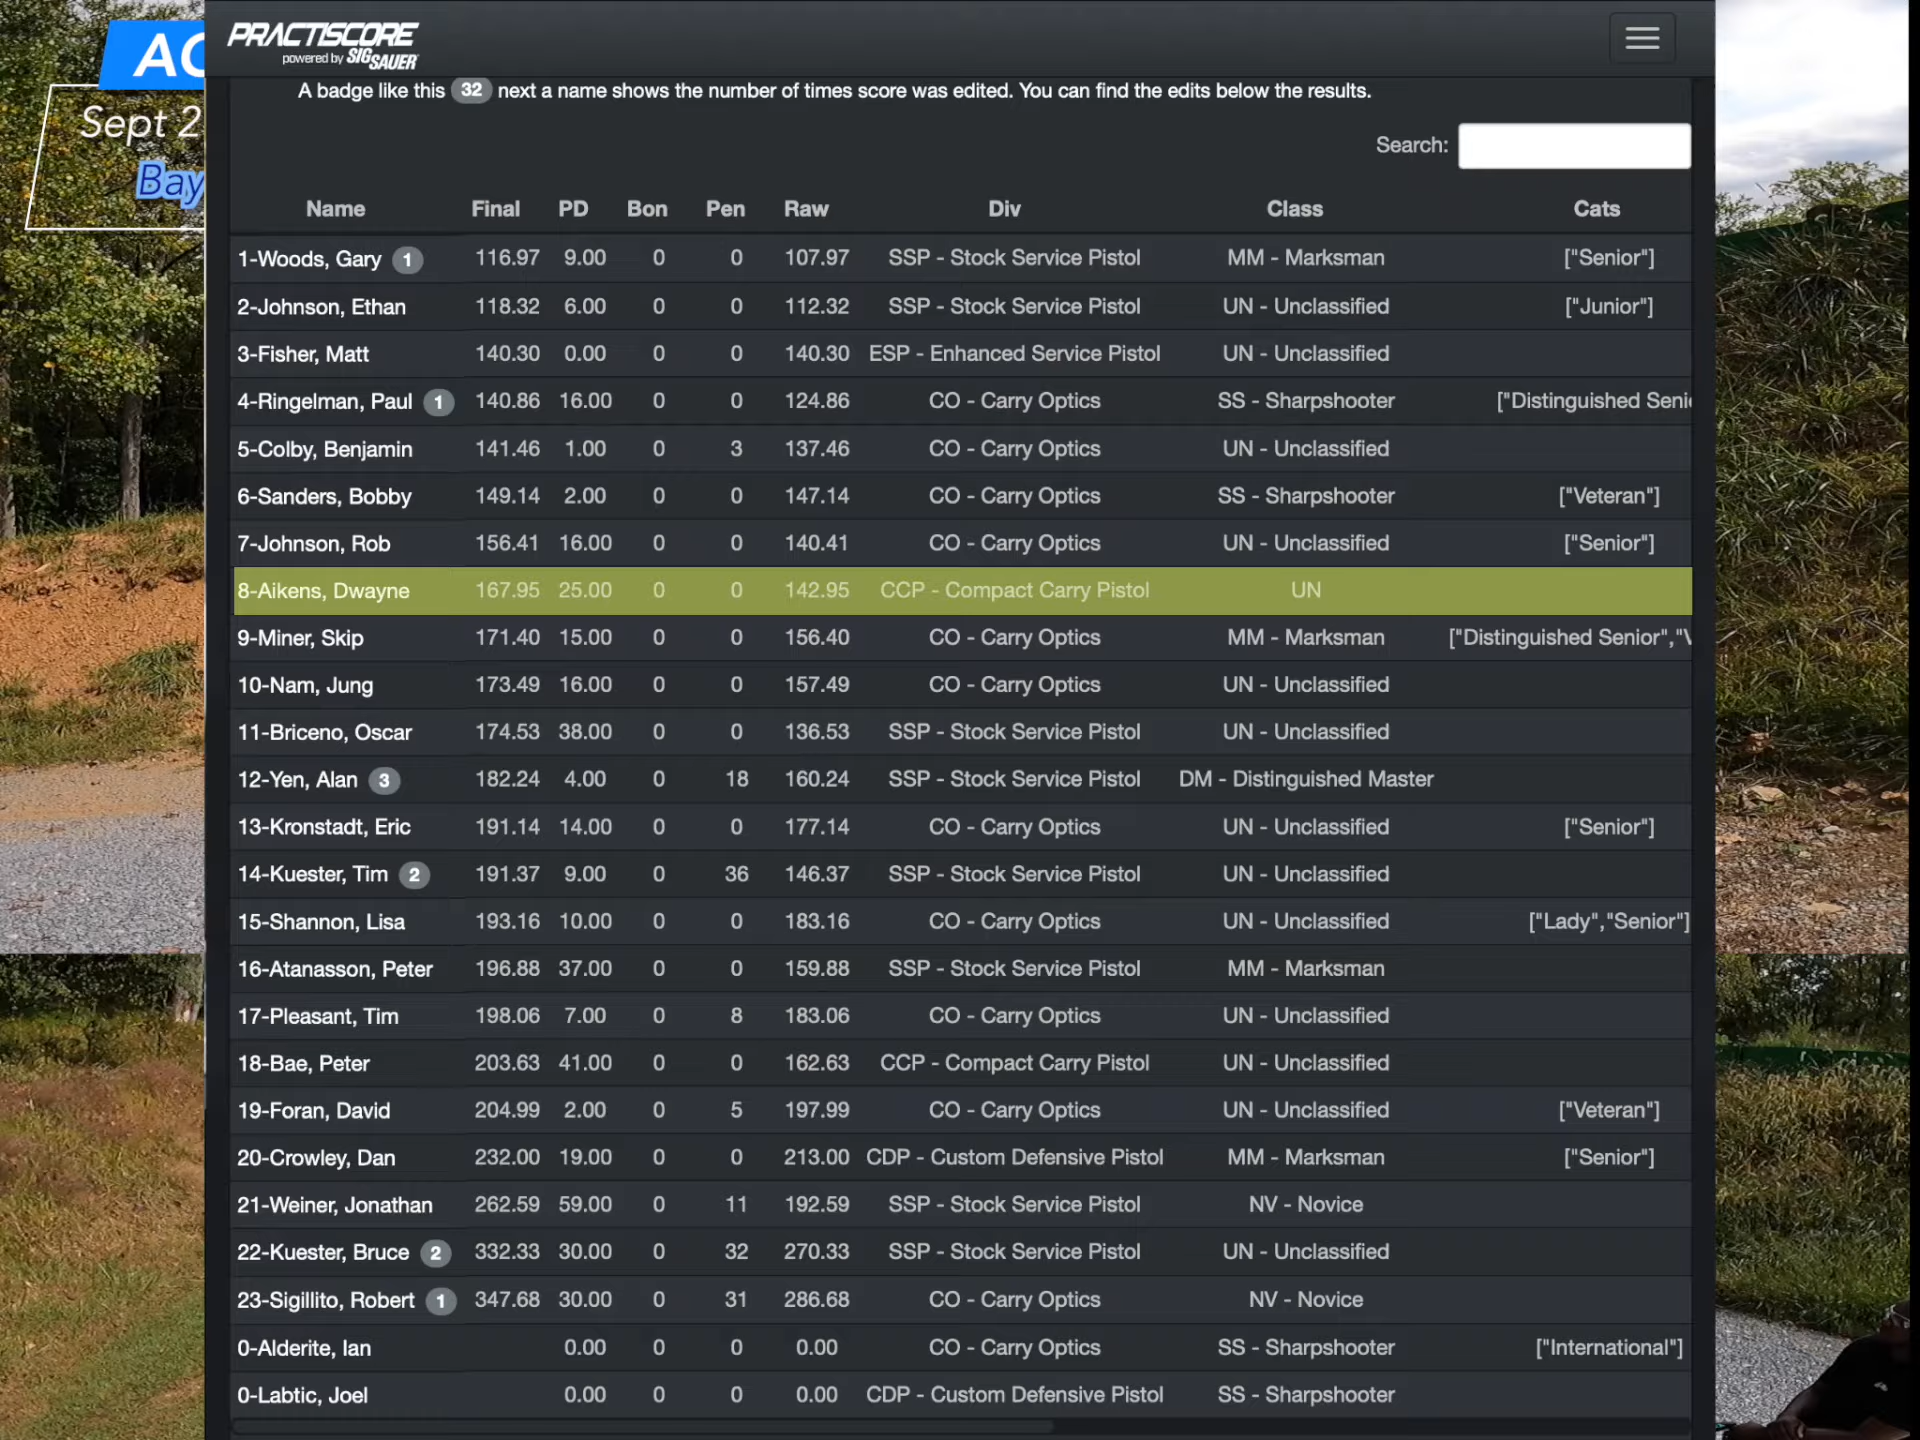 AC
Sept 2
Bay
PRACTISCORE
powered by SIG SAUER
A badge like this 32 next a name shows the number of times score was edited. You can find the edits below the results.
Search:
Name Final PD Bon Pen Raw Div Class Cats
1-Woods, Gary 1 116.97 9.00 0 0 107.97 SSP - Stock Service Pistol MM - Marksman ["Senior"]
2-Johnson, Ethan 118.32 6.00 0 0 112.32 SSP - Stock Service Pistol UN - Unclassified ["Junior"]
3-Fisher, Matt 140.30 0.00 0 0 140.30 ESP - Enhanced Service Pistol UN - Unclassified
4-Ringelman, Paul 1 140.86 16.00 0 0 124.86 CO - Carry Optics SS - Sharpshooter ["Distinguished Seni
5-Colby, Benjamin 141.46 1.00 0 3 137.46 CO - Carry Optics UN - Unclassified
6-Sanders, Bobby 149.14 2.00 0 0 147.14 CO - Carry Optics SS - Sharpshooter ["Veteran"]
7-Johnson, Rob 156.41 16.00 0 0 140.41 CO - Carry Optics UN - Unclassified ["Senior"]
8-Aikens, Dwayne 167.95 25.00 0 0 142.95 CCP - Compact Carry Pistol UN
9-Miner, Skip 171.40 15.00 0 0 156.40 CO - Carry Optics MM - Marksman ["Distinguished Senior","V
10-Nam, Jung 173.49 16.00 0 0 157.49 CO - Carry Optics UN - Unclassified
11-Briceno, Oscar 174.53 38.00 0 0 136.53 SSP - Stock Service Pistol UN - Unclassified
12-Yen, Alan 3 182.24 4.00 0 18 160.24 SSP - Stock Service Pistol DM - Distinguished Master
13-Kronstadt, Eric 191.14 14.00 0 0 177.14 CO - Carry Optics UN - Unclassified ["Senior"]
14-Kuester, Tim 2 191.37 9.00 0 36 146.37 SSP - Stock Service Pistol UN - Unclassified
15-Shannon, Lisa 193.16 10.00 0 0 183.16 CO - Carry Optics UN - Unclassified ["Lady","Senior"]
16-Atanasson, Peter 196.88 37.00 0 0 159.88 SSP - Stock Service Pistol MM - Marksman
17-Pleasant, Tim 198.06 7.00 0 8 183.06 CO - Carry Optics UN - Unclassified
18-Bae, Peter 203.63 41.00 0 0 162.63 CCP - Compact Carry Pistol UN - Unclassified
19-Foran, David 204.99 2.00 0 5 197.99 CO - Carry Optics UN - Unclassified ["Veteran"]
20-Crowley, Dan 232.00 19.00 0 0 213.00 CDP - Custom Defensive Pistol MM - Marksman ["Senior"]
21-Weiner, Jonathan 262.59 59.00 0 11 192.59 SSP - Stock Service Pistol NV - Novice
22-Kuester, Bruce 2 332.33 30.00 0 32 270.33 SSP - Stock Service Pistol UN - Unclassified
23-Sigillito, Robert 1 347.68 30.00 0 31 286.68 CO - Carry Optics NV - Novice
0-Alderite, Ian 0.00 0 0 0.00 CO - Carry Optics SS - Sharpshooter ["International"]
0-Labtic, Joel 0.00 0 0 0.00 CDP - Custom Defensive Pistol SS - Sharpshooter